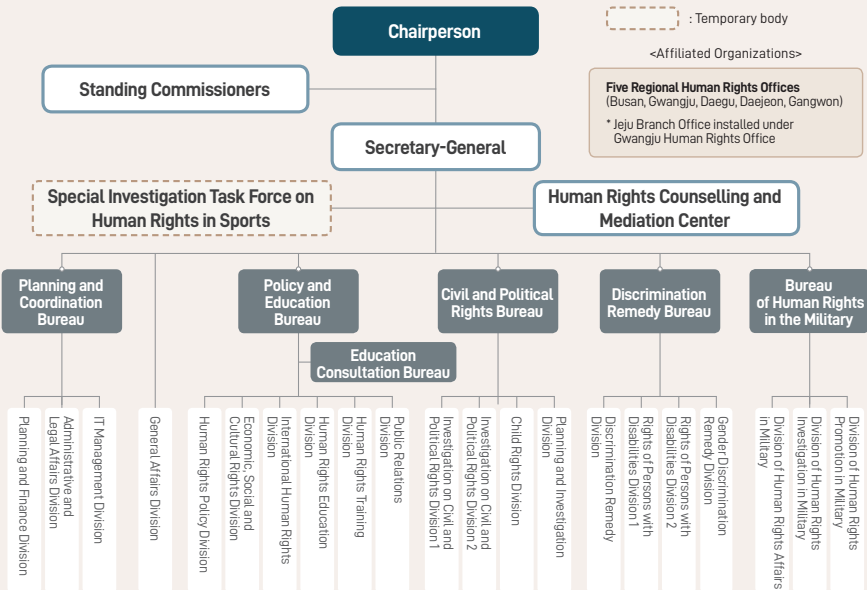 Chairperson
: Temporary body
<Affiliated Organizations>
Five Regional Human Rights Offices
(Busan, Gwangju, Daegu, Daejeon, Gangwon)
* Jeju Branch Office installed under
Gwangju Human Rights Office
Standing Commissioners
Secretary-General
Special Investigation Task Force on
Human Rights in Sports
Human Rights Counselling and
Mediation Center
Planning and
Coordination
Bureau
Policy and
Education
Bureau
Civil and Political
Rights Bureau
Discrimination
Remedy Bureau
Bureau
of Human Rights
in the Military
Education
Consultation Bureau
Planning and Finance Division
Administrative and
Legal Affairs Division
IT Management Division
General Affairs Division
Human Rights Policy Division
Economic, Social and
Cultural Rights Division
International Human Rights
Division
Human Rights Education
Division
Human Rights Training
Division
Public Relations
Division
Investigation on Civil and
Political Rights Division 1
Investigation on Civil and
Political Rights Division 2
Child Rights Division
Planning and Investigation
Division
Discrimination Remedy
Division
Rights of Persons with
Disabilities Division 1
Rights of Persons with
Disabilities Division 2
Gender Discrimination
Remedy Division
Division of Human Rights Affairs
in Military
Division of Human Rights
Investigation in Military
Division of Human Rights
Promotion in Military